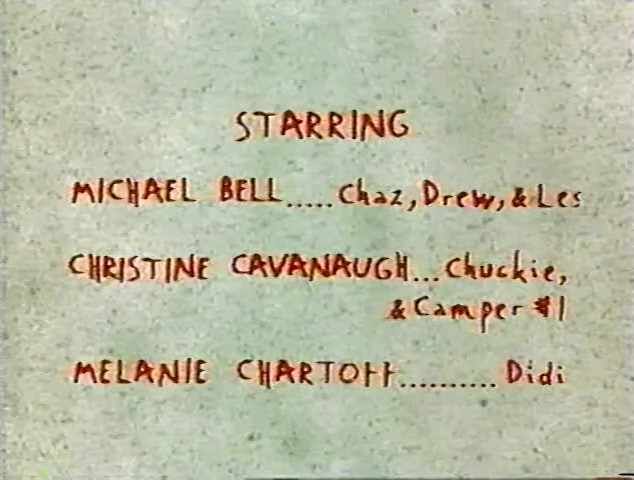 STARRING
MICHAEL BELL.....Chaz, Drew, & Les
CHRISTINE CAVANAUGH...Chuckie,
& Camper #1
MELANIE CHARTOFF..........Didi